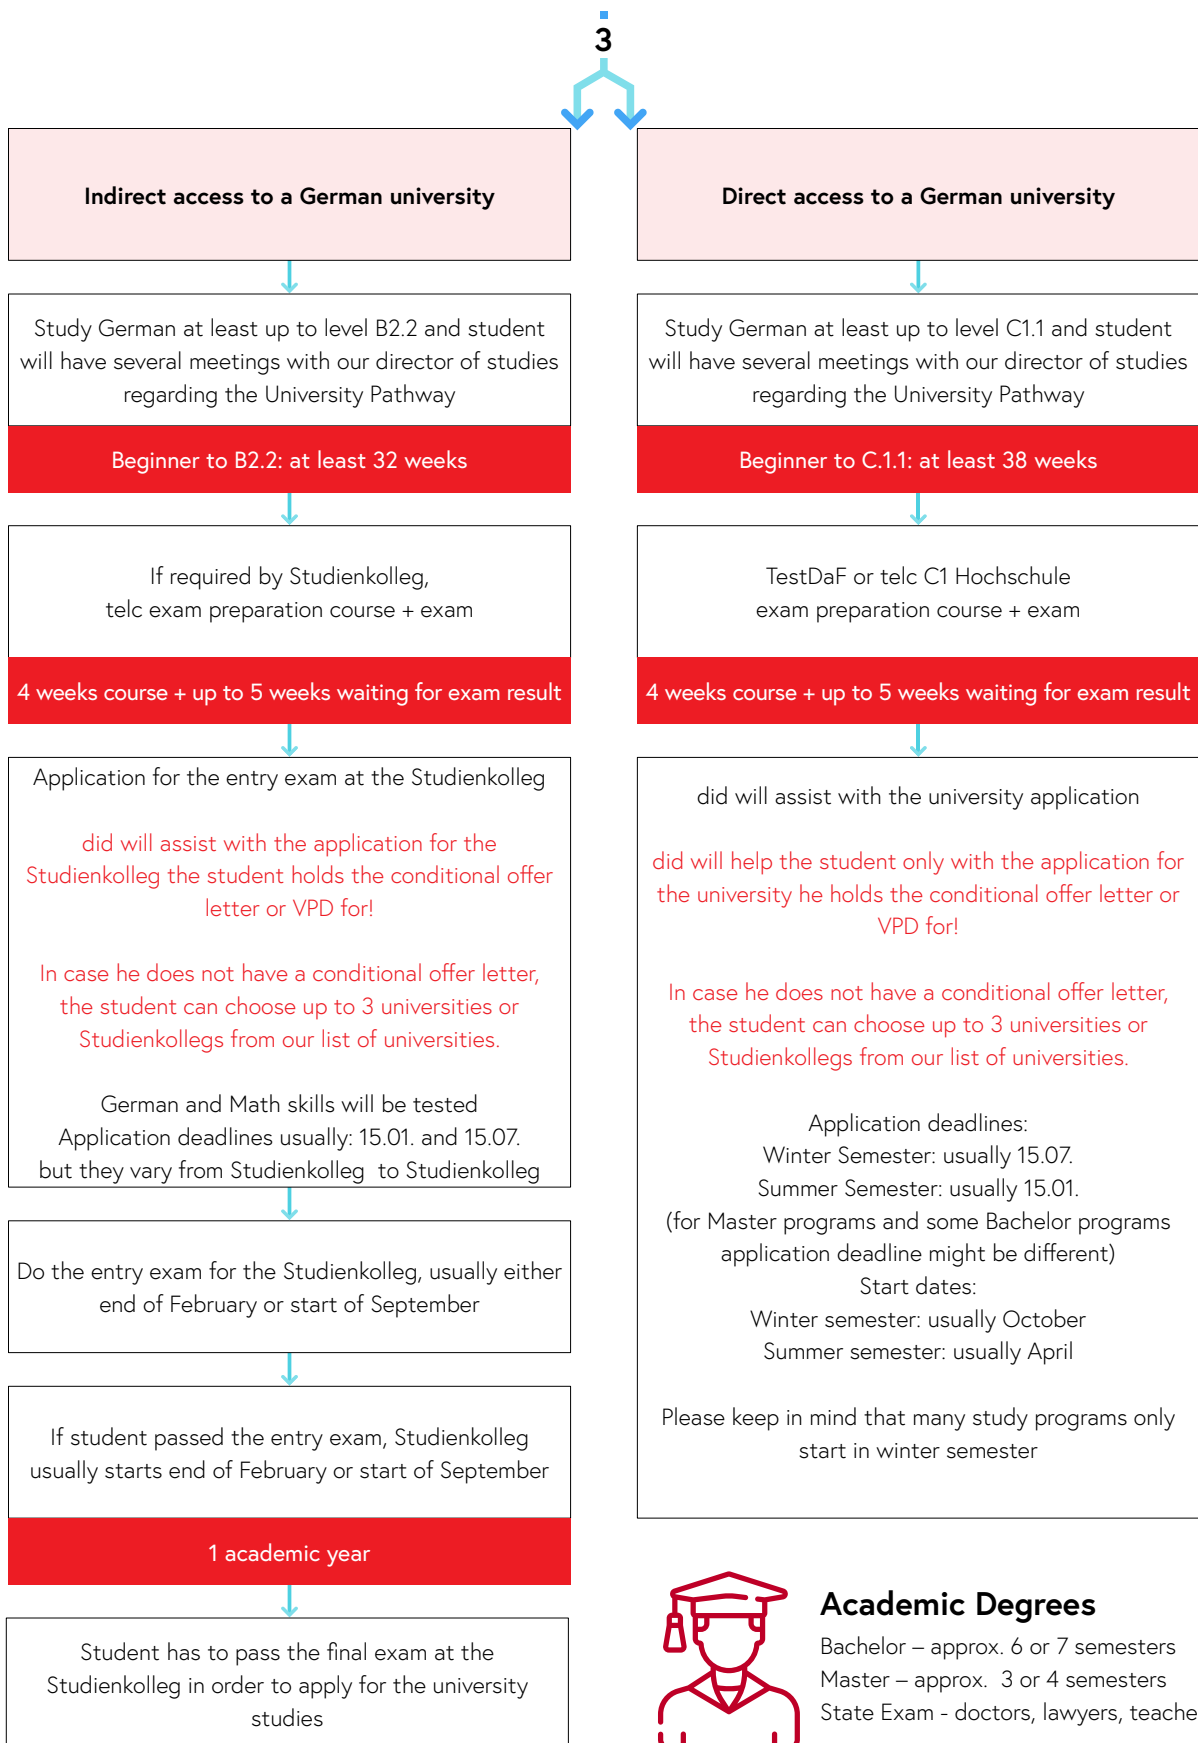 3
Indirect access to a German university
Study German at least up to level B2.2 and student
will have several meetings with our director of studies
regarding the University Pathway
Beginner to B2.2: at least 32 weeks
If required by Studienkolleg,
telc exam preparation course + exam
4 weeks course + up to 5 weeks waiting for exam result
Application for the entry exam at the Studienkolleg
did will assist with the application for the
Studienkolleg the student holds the conditional offer
letter or VPD for!
In case he does not have a conditional offer letter,
the student can choose up to 3 universities or
Studienkollegs from our list of universities.
German and Math skills will be tested
Application deadlines usually: 15.01. and 15.07.
but they vary from Studienkolleg to Studienkolleg
Do the entry exam for the Studienkolleg, usually either
end of February or start of September
If student passed the entry exam, Studienkolleg
usually starts end of February or start of September
1 academic year
Student has to pass the final exam at the
Studienkolleg in order to apply for the university
studies
Direct access to a German university
Study German at least up to level C1.1 and student
will have several meetings with our director of studies
regarding the University Pathway
Beginner to C.1.1: at least 38 weeks
TestDaF or telc C1 Hochschule
exam preparation course + exam
4 weeks course + up to 5 weeks waiting for exam result
did will assist with the university application
did will help the student only with the application for
the university he holds the conditional offer letter or
VPD for!
In case he does not have a conditional offer letter,
the student can choose up to 3 universities or
Studienkollegs from our list of universities.
Application deadlines:
Winter Semester: usually 15.07.
Summer Semester: usually 15.01.
(for Master programs and some Bachelor programs
application deadline might be different)
Start dates:
Winter semester: usually October
Summer semester: usually April
Please keep in mind that many study programs only
start in winter semester
Academic Degrees
Bachelor – approx. 6 or 7 semesters
Master – approx. 3 or 4 semesters
State Exam - doctors, lawyers, teache